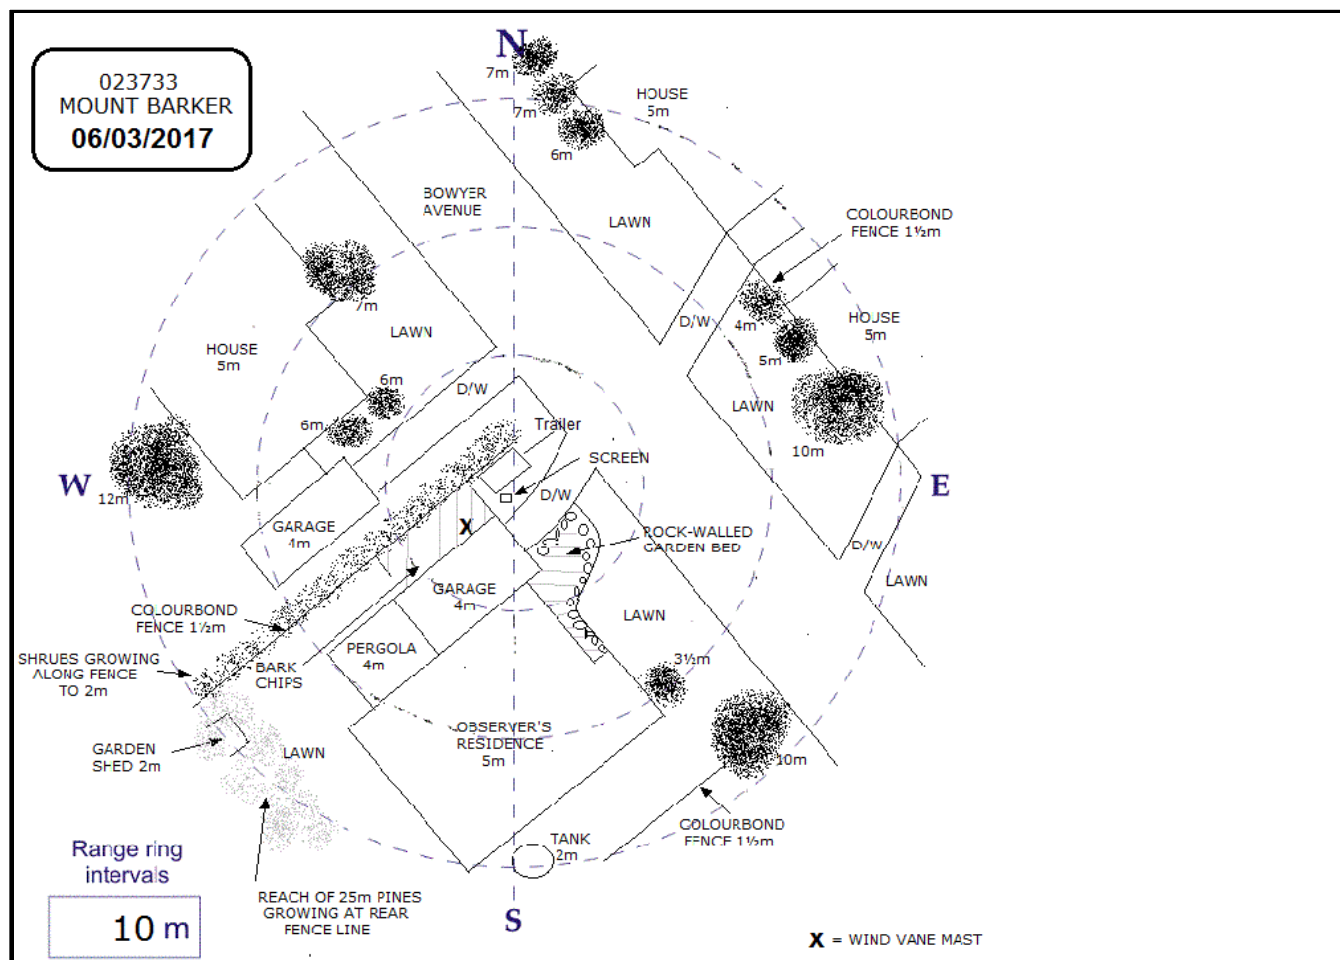 N
023733
MOUNT BARKER
06/03/2017
7m
HOUSE
5m
7m
6m
BOWYER
AVENUE
LAWN
COLOURBOND
FENCE 1½m
7m
LAWN
D/W
4m
HOUSE
5m
HOUSE
5m
5m
6m
D/W
LAWN
6m
Trailer
10m
SCREEN
W
E
12m
D/W
GARAGE
4m
X
ROCK-WALLED
GARDEN BED
D/W
LAWN
GARAGE
4m
COLOURBOND
FENCE 1½m
LAWN
SHRUBS GROWING
ALONG FENCE
TO 2m
BARK
CHIPS
PERGOLA
4m
3½m
OBSERVER'S
RESIDENCE
5m
GARDEN
SHED 2m
LAWN
10m
COLOURBOND
FENCE 1½m
TANK
2m
Range ring
intervals
10 m
REACH OF 25m PINES
GROWING AT REAR
FENCE LINE
S
X = WIND VANE MAST